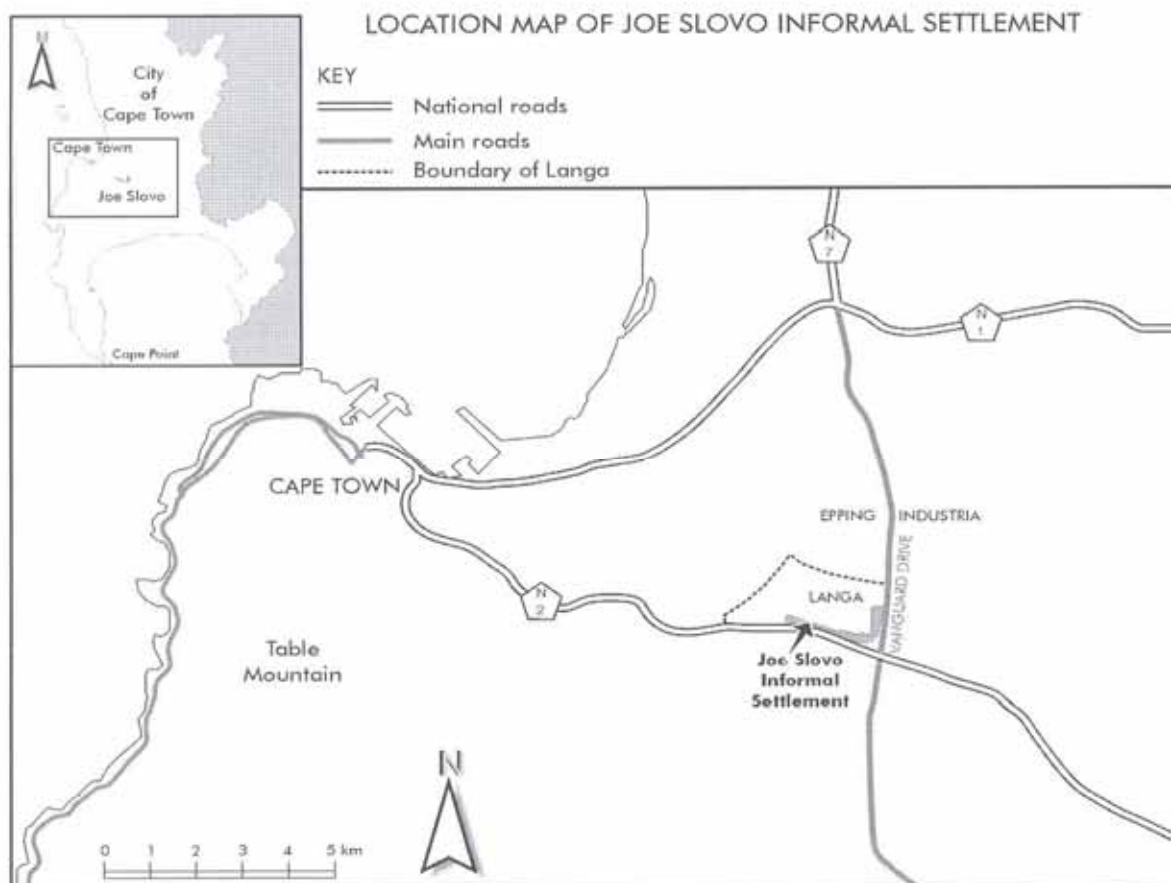 LOCATION MAP OF JOE SLOVO INFORMAL SETTLEMENT
KEY
National roads
Main roads
Boundary of Langa
N
City
of
Cape Town
Cape Town
Joe Slovo
Cape Point
N
7
N
1
CAPE TOWN
EPPING INDUSTRIA
VANGUARD DRIVE
LANGA
N
2
Joe Slovo
Informal
Settlement
Table
Mountain
N
0 1 2 3 4 5 km